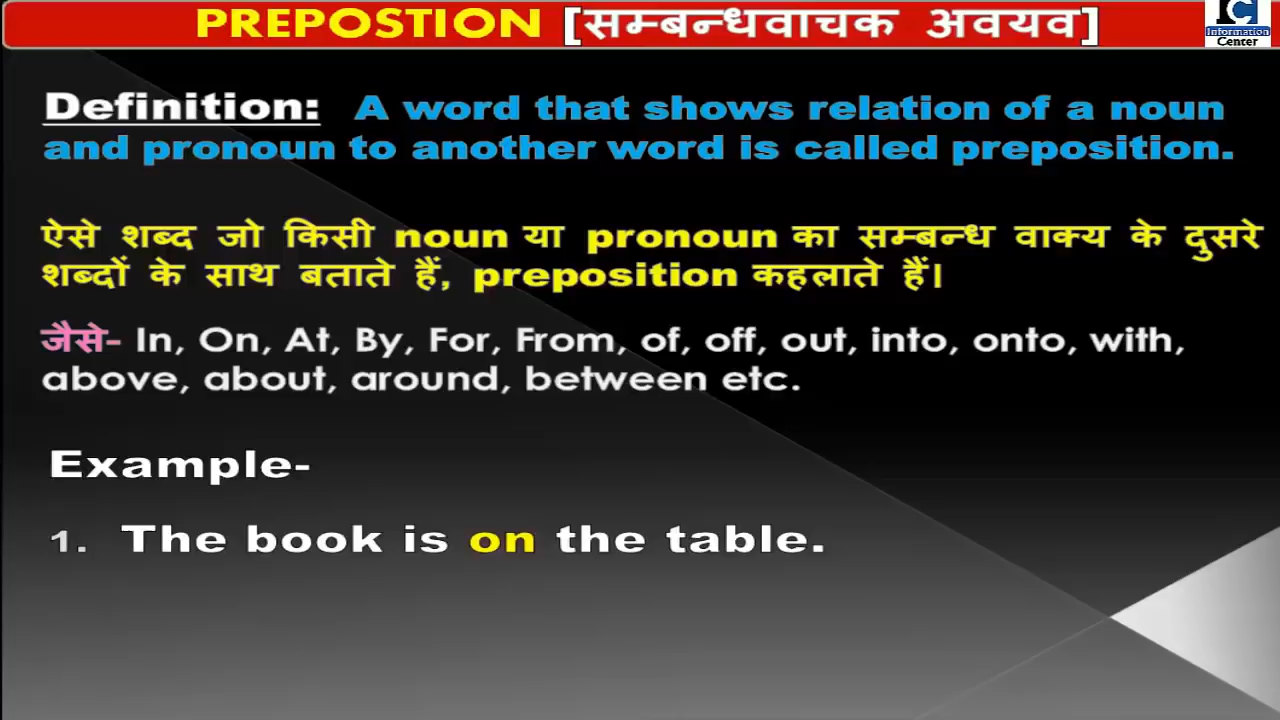 PREPOSTION [सम्बन्धवाचक अवयव]
IC
Information
Center
Definition: A word that shows relation of a noun
and pronoun to another word is called preposition.
ऐसे शब्द जो किसी noun या pronoun का सम्बन्ध वाक्य के दुसरे
शब्दों के साथ बताते हैं, preposition कहलाते हैं।
जैसे- In, On, At, By, For, From, of, off, out, into, onto, with,
above, about, around, between etc.
Example-
1. The book is on the table.